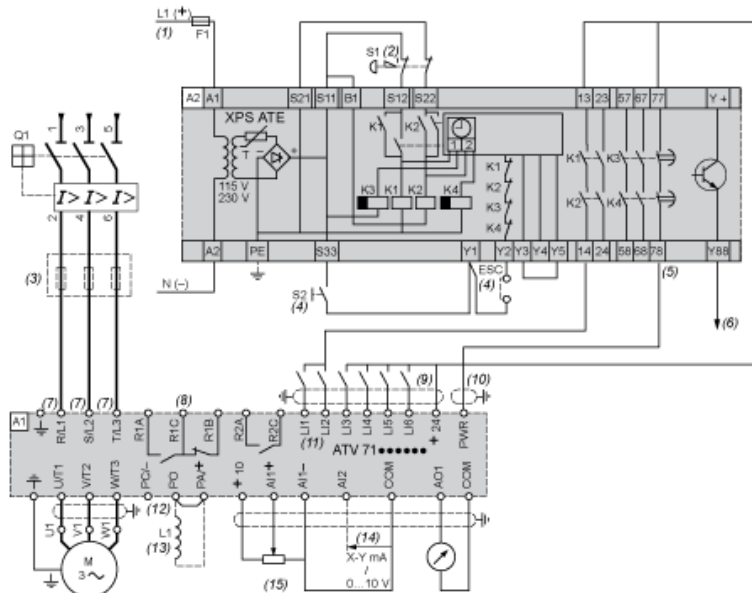 L1 (+)
(1)
F1
S1 (2)
A2 A1 S21 S11 B1 S12 S22 13 23 57 67 77 Y +
XPS ATE
T
+
115 V
230 V
K1 K2
1 2
K3 K1 K2 K4
K1
K2
K3
K4
K1 K3
K2 K4
A2 PE S33 Y1 Y2 Y3 Y4 Y5 14 24 58 68 78 Y88
Q1
1 3 5
I> I> I>
2 4 6
(3)
N (–)
S2
(4)
ESC
(4)
(5)
(6)
(7) (7) (7) (8) (9) (10)
A1
R/L1 S/L2 T/L3 R1A R1C R1B R2A R2C LI1 LI2 LI3 LI4 LI5 LI6 + 24 PWR
(11)
ATV 71●●●●●●
U/T1 V/T2 W/T3 PC/– PO PA/+ + 10 AI1+ AI1– AI2 COM AO1 COM
(12)
U1 V1 W1
M
3 ~
L1
(13)
(14)
X-Y mA
/
0...10 V
(15)